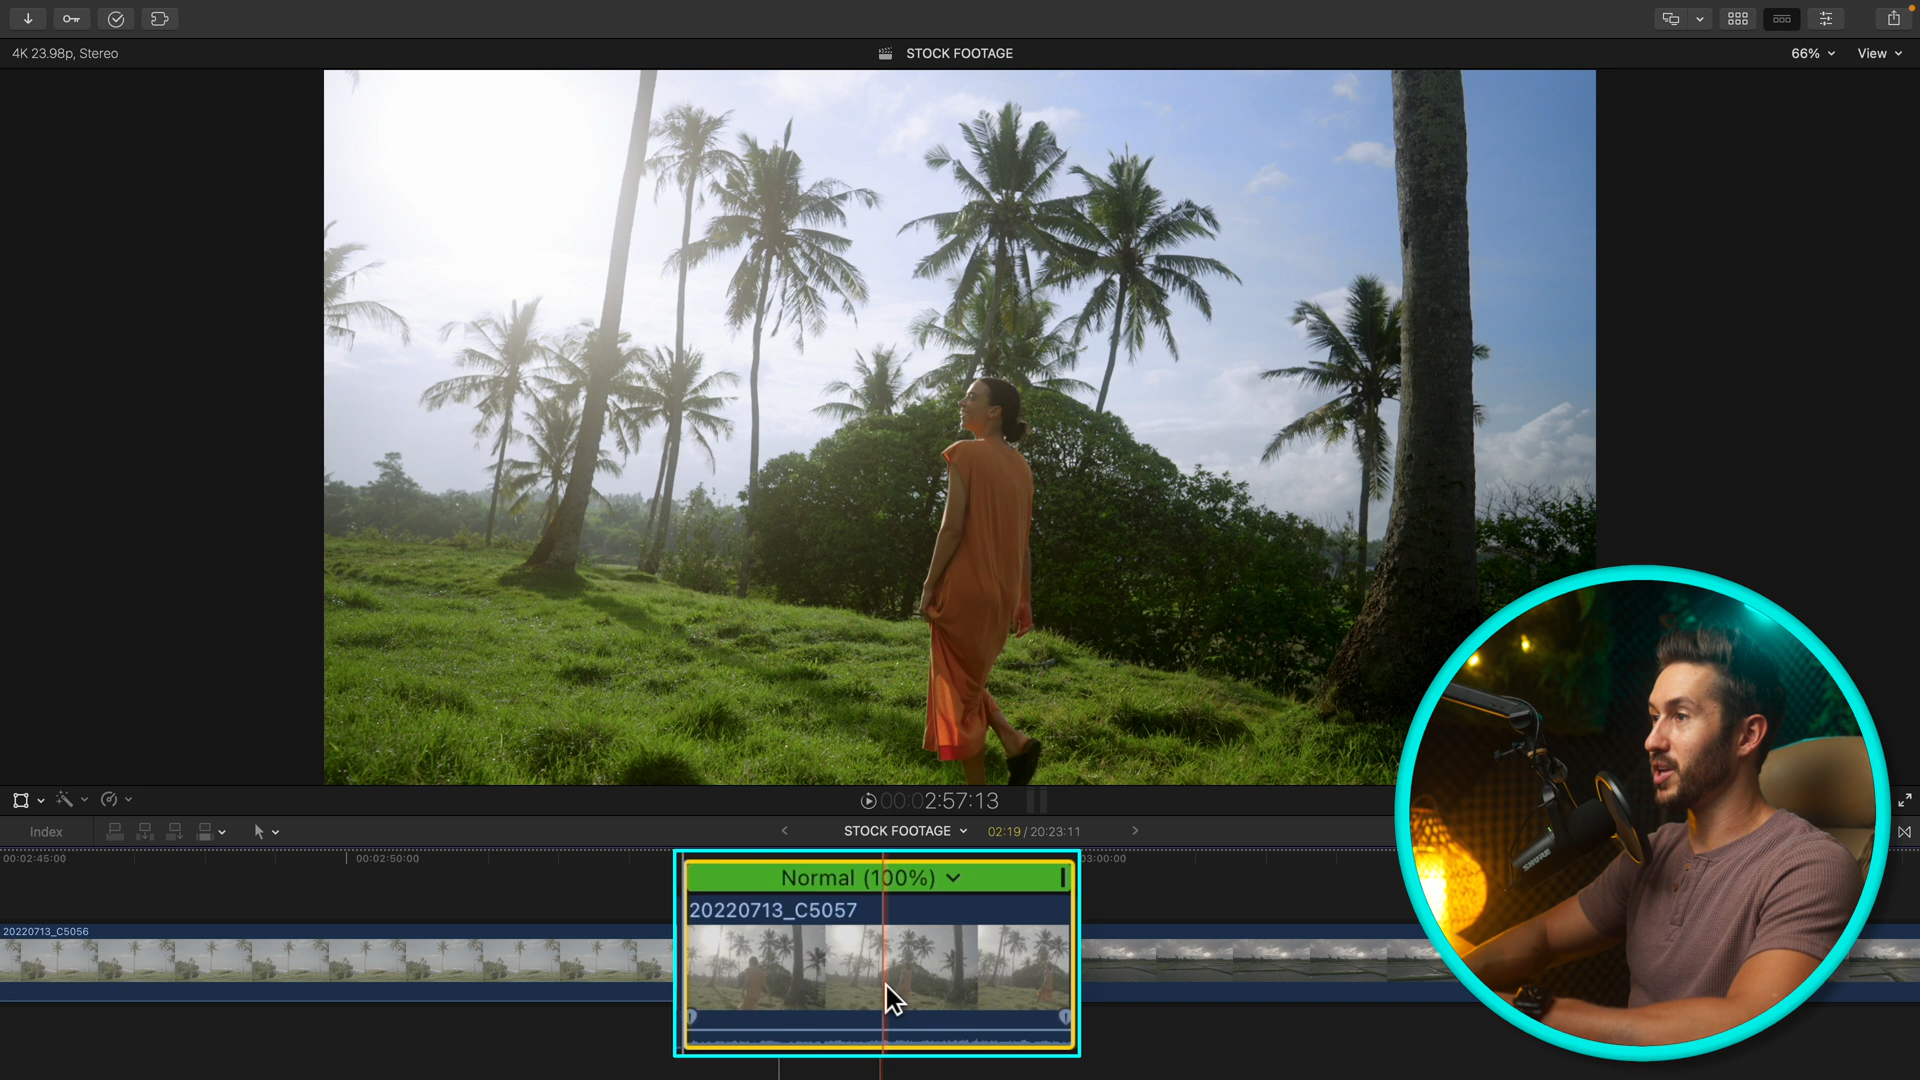 4K 23.98p, Stereo
STOCK FOOTAGE
66%
View
00:02:57:13
Index
STOCK FOOTAGE
02:19 / 20:23:11
00:02:45:00
00:02:50:00
03:00:00
Normal (100%)
20220713_C5057
20220713_C5056
SHURE